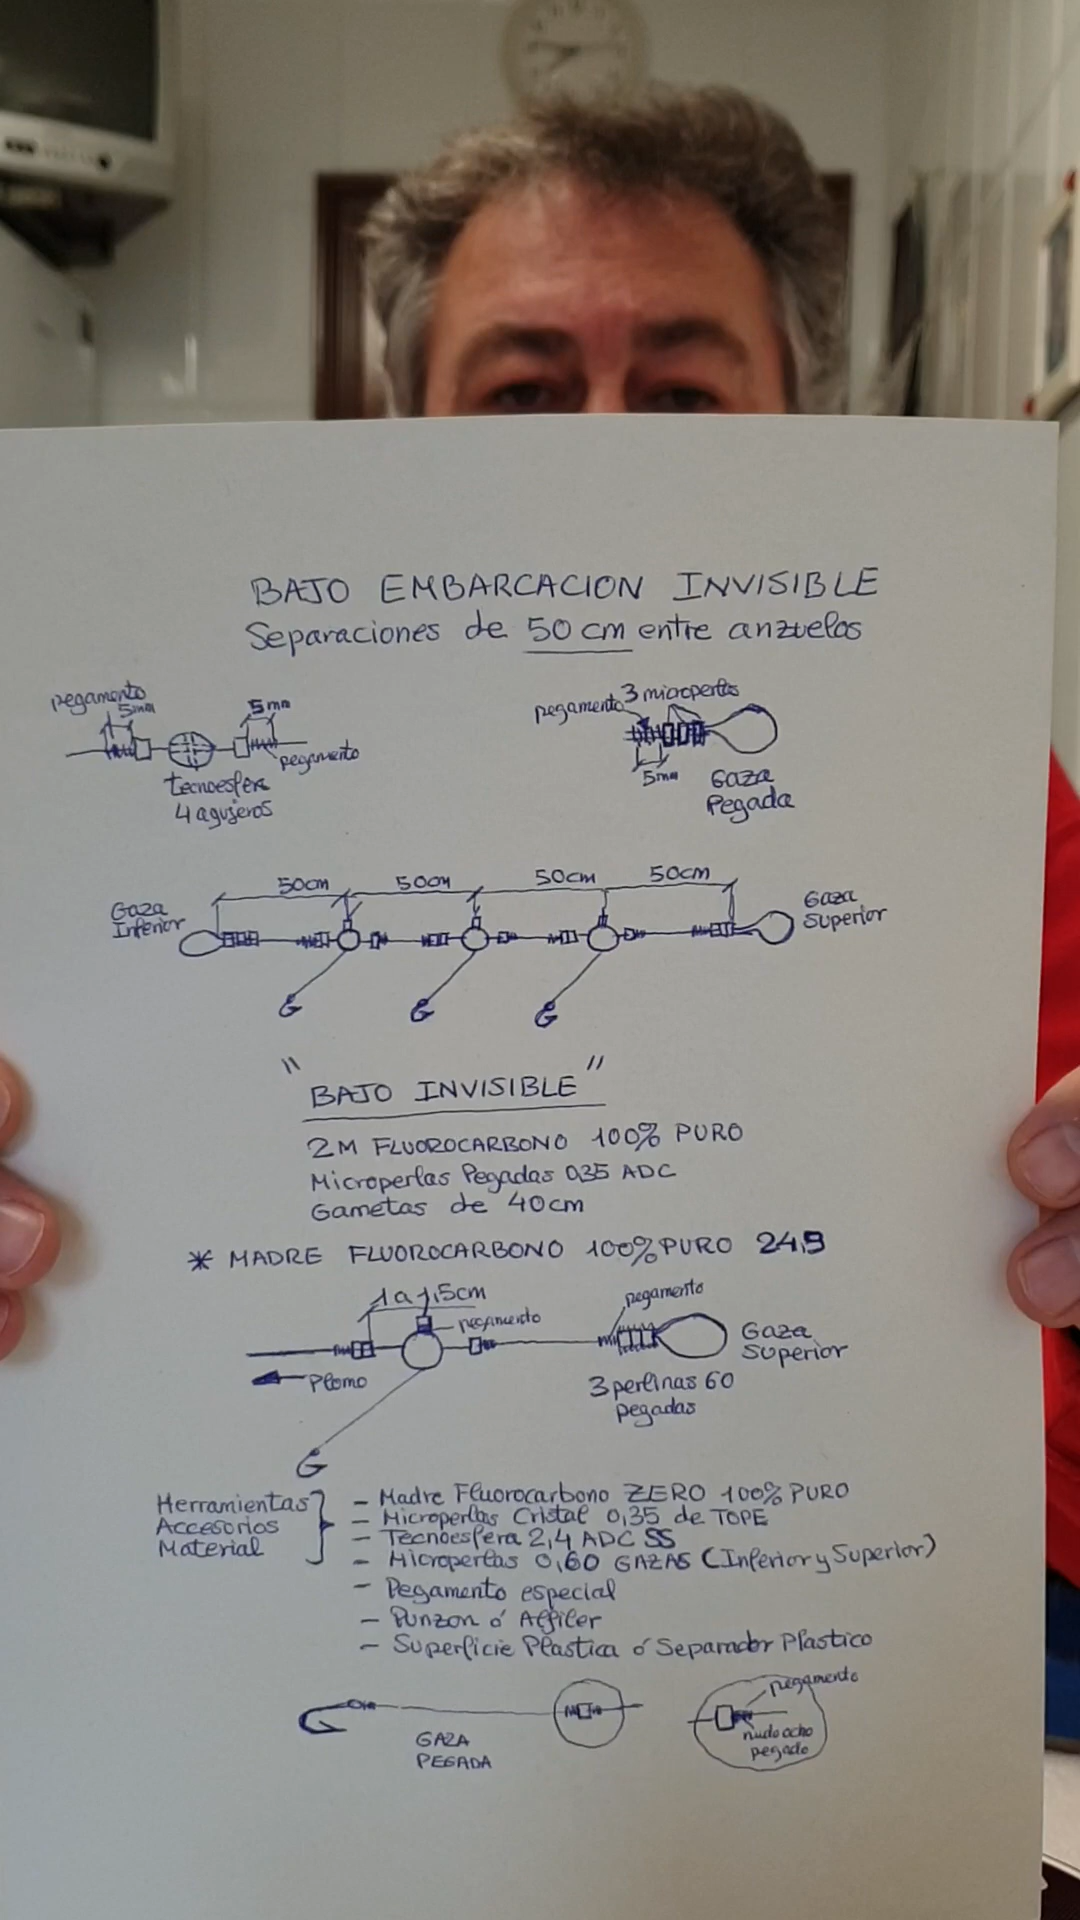 BAJO EMBARCACION INVISIBLE
Separaciones de 50 cm entre anzuelos
pegamento
5mm
5mm
pegamento
tecnoesfera
4 agujeros
3 microperlas
pegamento
5mm
Gaza
Pegada
50cm
50cm
50cm
50cm
Gaza
Inferior
Gaza
Superior
"BAJO INVISIBLE"
2M FLUOROCARBONO 100% PURO
Microperlas Pegadas 0,35 ADC
Gametas de 40cm
* MADRE FLUOROCARBONO 100% PURO 24,9
1 a 1,5cm
pegamento
Plomo
pegamento
Gaza
Superior
3 perlinas 60
pegadas
Herramientas
Accesorios
Material
- Madre Fluorocarbono ZERO 100% PURO
- Microperlas Cristal 0,35 de TOPE
- Tecnoesfera 2,4 ADC SS
- Microperlas 0,60 GAZAS (Inferior y Superior)
- Pegamento especial
- Punzon ó Alfiler
- Superficie Plastica ó Separador Plastico
GAZA
PEGADA
pegamento
nudo ocho
pegado